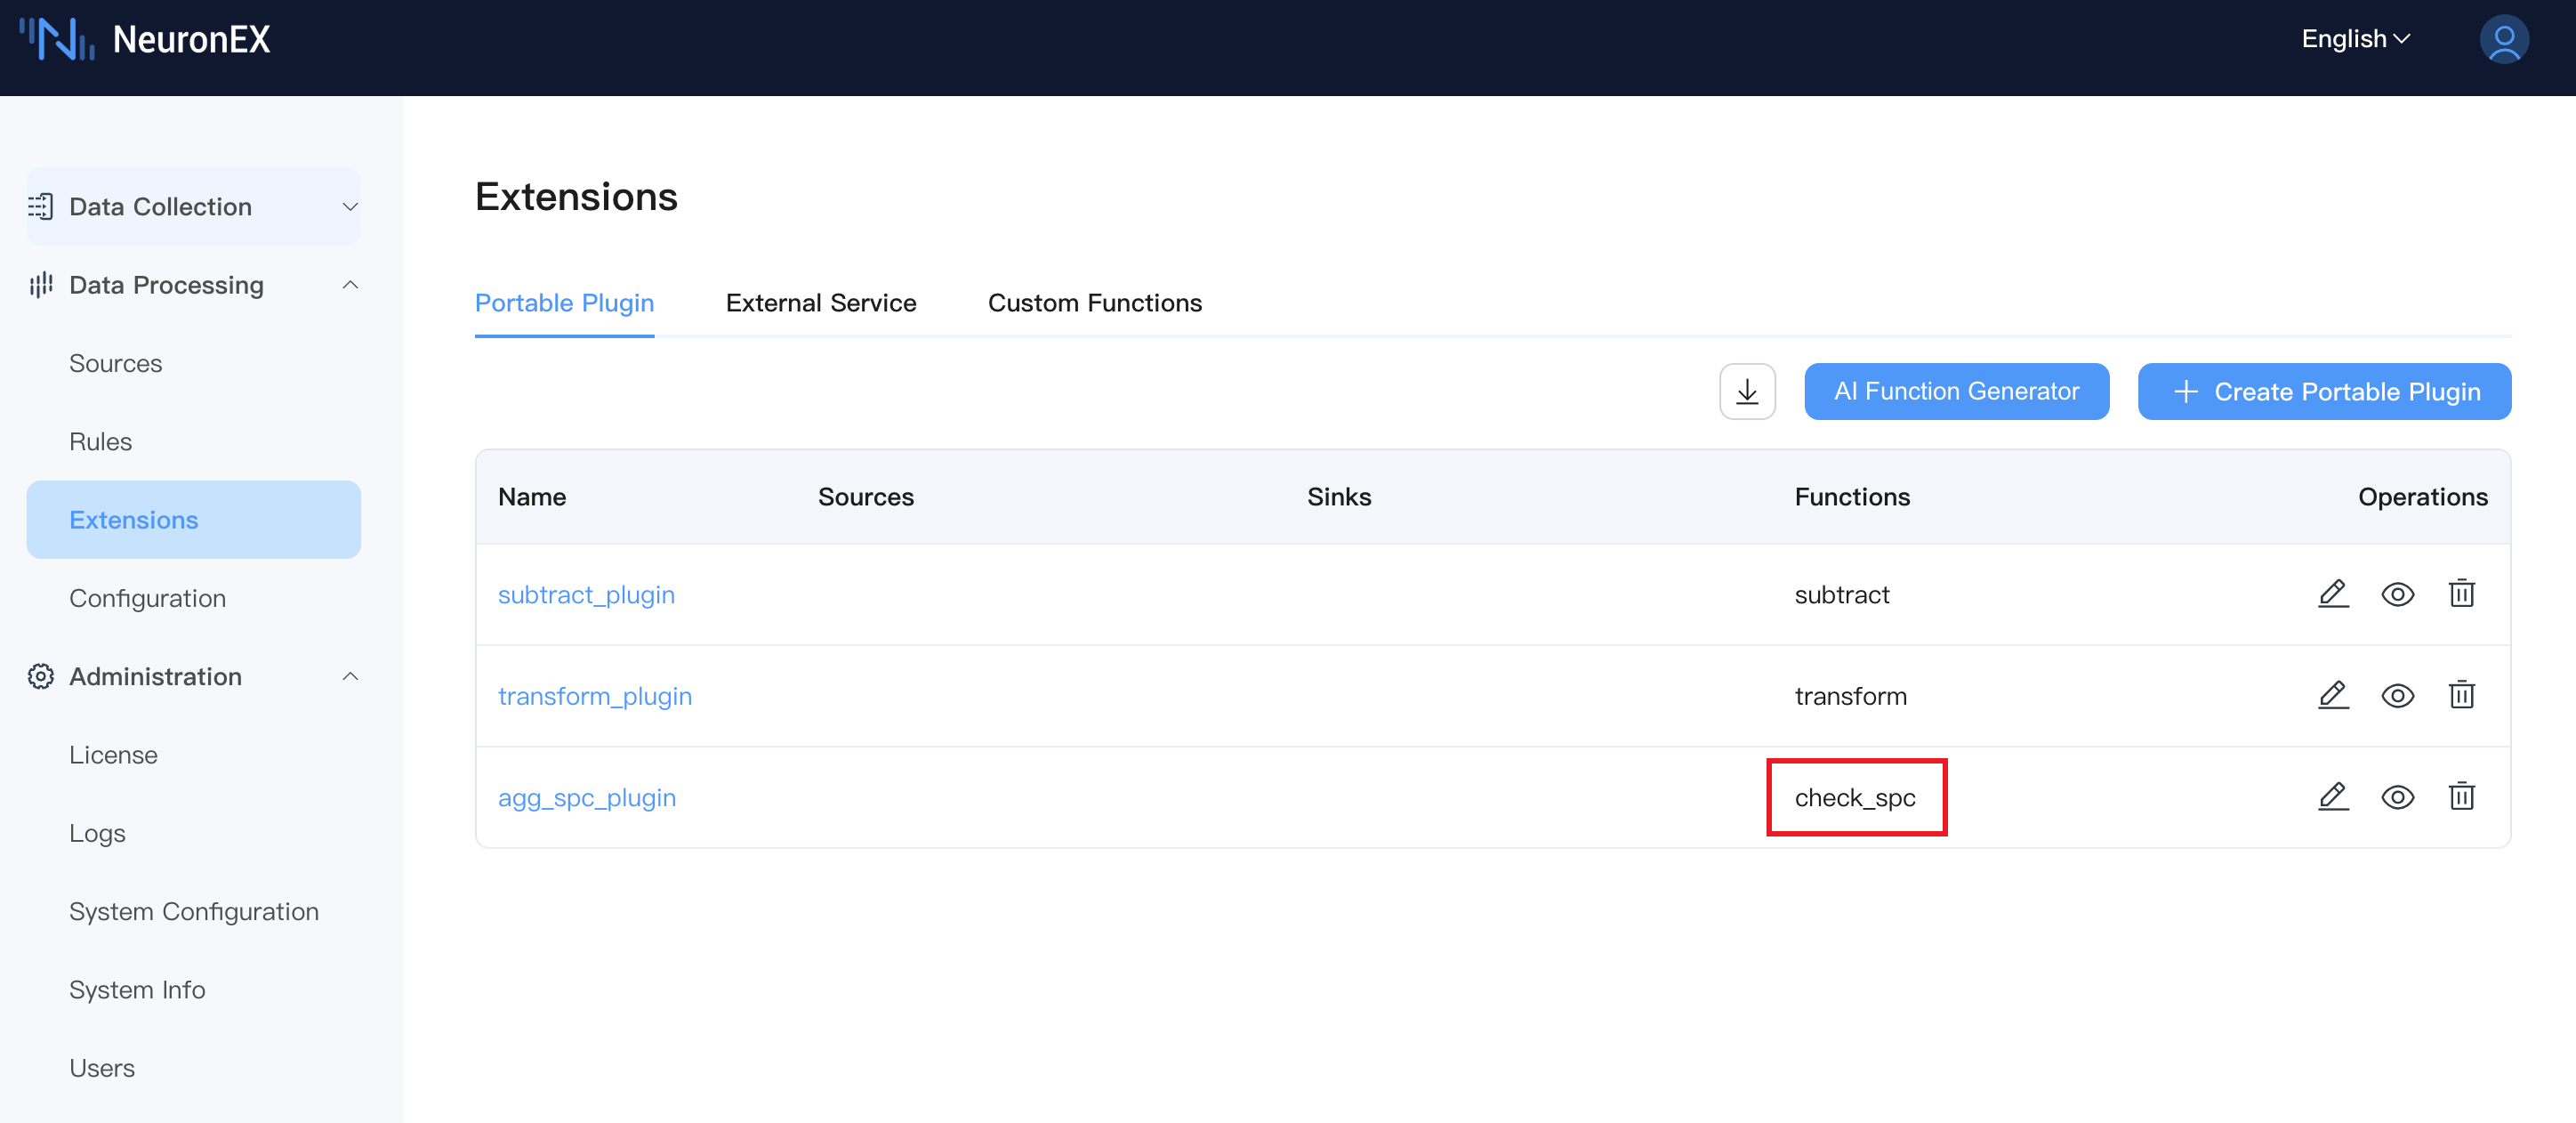 NeuronEX
English
Data Collection
Data Processing
Sources
Rules
Extensions
Configuration
Administration
License
Logs
System Configuration
System Info
Users
Extensions
Portable Plugin External Service Custom Functions
AI Function Generator Create Portable Plugin
Name Sources Sinks Functions Operations
subtract_plugin subtract
transform_plugin transform
agg_spc_plugin check_spc